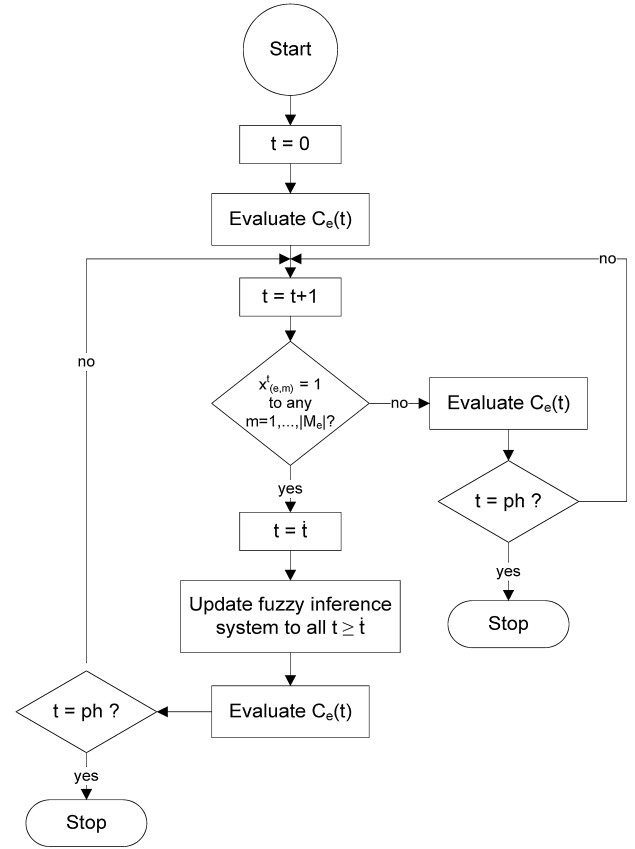 Start
t = 0
Evaluate Cₑ(t)
no
t = t+1
no
xᵗ₍ₑ,ₘ₎ = 1
to any
m=1,...,|Mₑ|?
no
Evaluate Cₑ(t)
t = ph ?
yes
t = ṫ
yes
Stop
Update fuzzy inference
system to all t ≥ ṫ
t = ph ?
Evaluate Cₑ(t)
yes
Stop